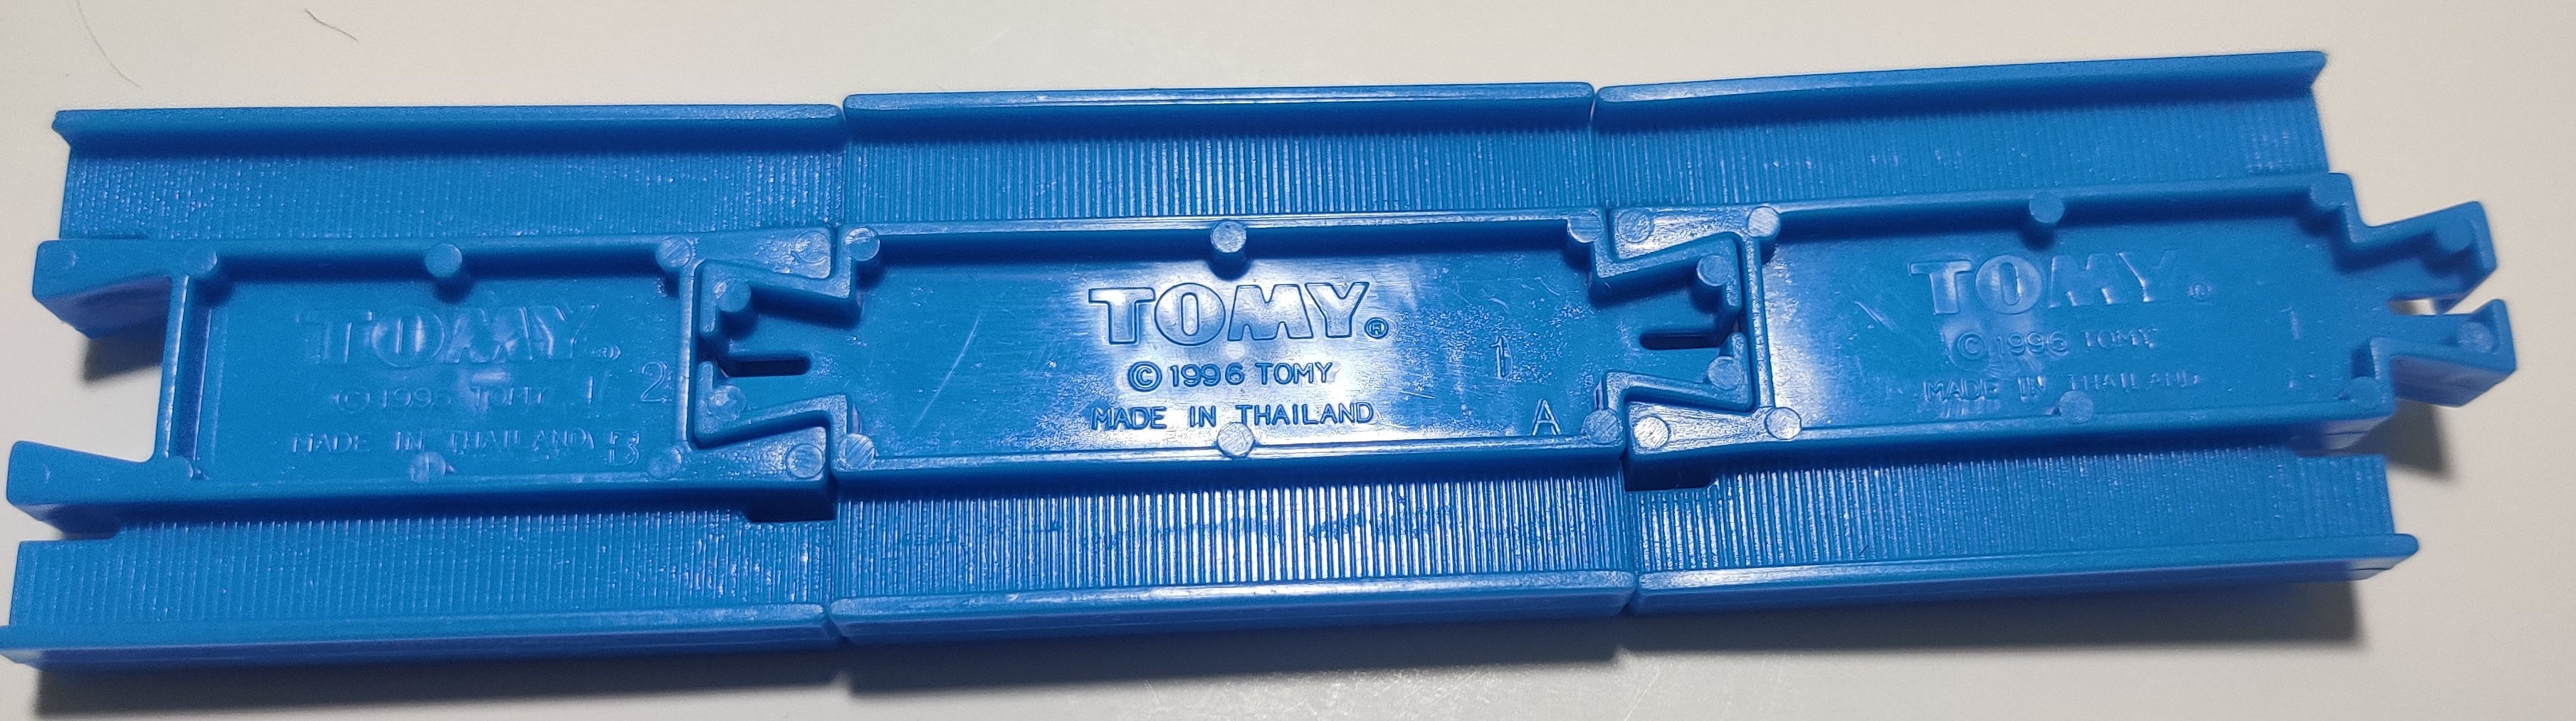 TOMY®
© 1996 TOMY 1 2
MADE IN THAILAND B
TOMY®
© 1996 TOMY 1
MADE IN THAILAND A
TOMY®
© 1996 TOMY 1
MADE IN THAILAND